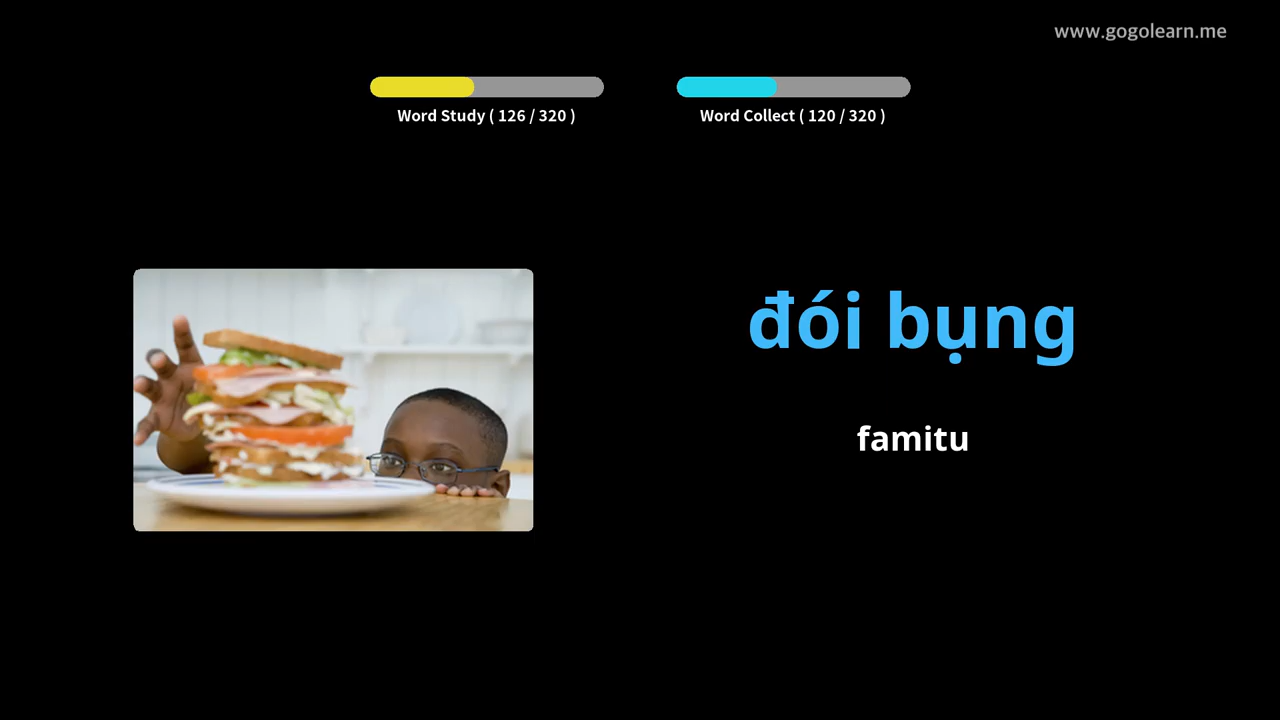 www.gogolearn.me
Word Study ( 126 / 320 )
Word Collect ( 120 / 320 )
đói bụng
famitu